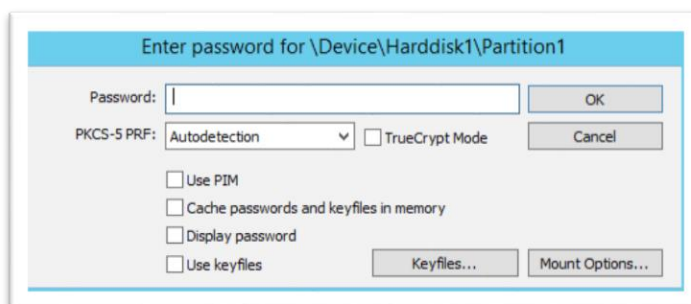 Enter password for \Device\Harddisk1\Partition1
Password: OK
PKCS-5 PRF: Autodetection TrueCrypt Mode Cancel
Use PIM
Cache passwords and keyfiles in memory
Display password
Use keyfiles Keyfiles... Mount Options...